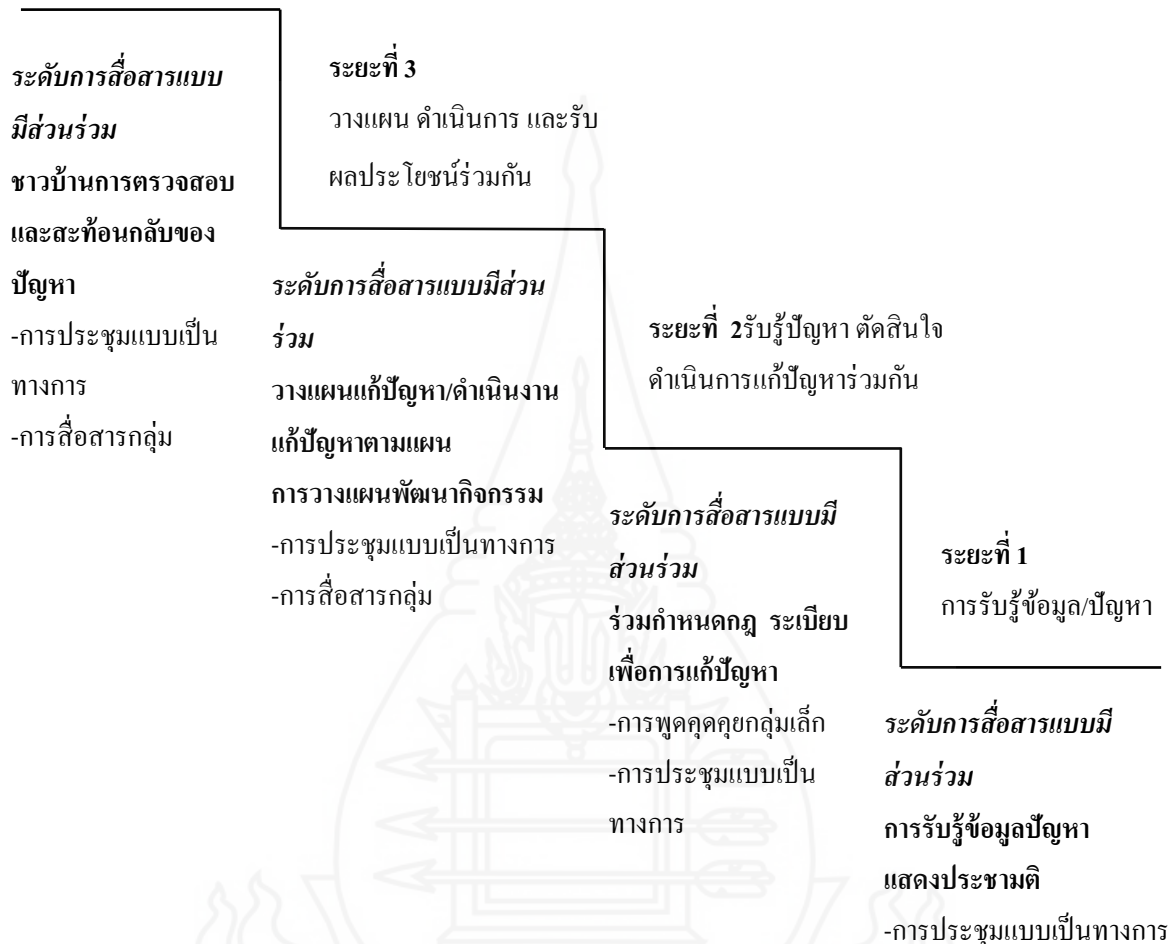 ระดับการสื่อสารแบบ
มีส่วนร่วม
ชาวบ้านการตรวจสอบ
และสะท้อนกลับของ
ปัญหา
-การประชุมแบบเป็น
ทางการ
-การสื่อสารกลุ่ม
ระยะที่ 3
วางแผน ดำเนินการ และรับ
ผลประโยชน์ร่วมกัน
ระดับการสื่อสารแบบมีส่วน
ร่วม
วางแผนแก้ปัญหา/ดำเนินงาน
แก้ปัญหาตามแผน
การวางแผนพัฒนากิจกรรม
-การประชุมแบบเป็นทางการ
-การสื่อสารกลุ่ม
ระยะที่ 2รับรู้ปัญหา ตัดสินใจ
ดำเนินการแก้ปัญหาร่วมกัน
ระดับการสื่อสารแบบมี
ส่วนร่วม
ร่วมกำหนดกฎ ระเบียบ
เพื่อการแก้ปัญหา
-การพูดคุดคุยกลุ่มเล็ก
-การประชุมแบบเป็น
ทางการ
ระยะที่ 1
การรับรู้ข้อมูล/ปัญหา
ระดับการสื่อสารแบบมี
ส่วนร่วม
การรับรู้ข้อมูลปัญหา
แสดงประชามติ
-การประชุมแบบเป็นทางการ